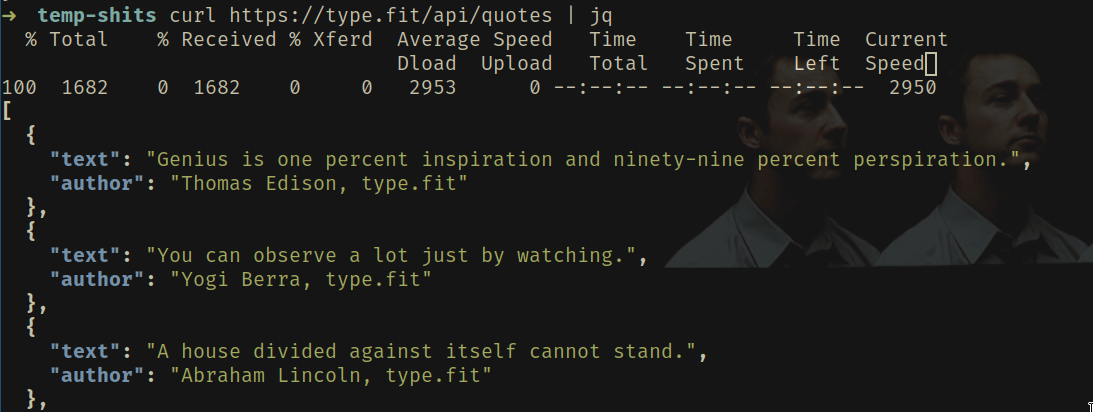 ➜  temp-shits curl https://type.fit/api/quotes | jq
  % Total    % Received % Xferd  Average Speed   Time    Time     Time  Current
                                 Dload  Upload   Total   Spent    Left  Speed
100  1682    0  1682    0     0   2953      0 --:--:-- --:--:-- --:--:--  2950
[
  {
    "text": "Genius is one percent inspiration and ninety-nine percent perspiration.",
    "author": "Thomas Edison, type.fit"
  },
  {
    "text": "You can observe a lot just by watching.",
    "author": "Yogi Berra, type.fit"
  },
  {
    "text": "A house divided against itself cannot stand.",
    "author": "Abraham Lincoln, type.fit"
  },